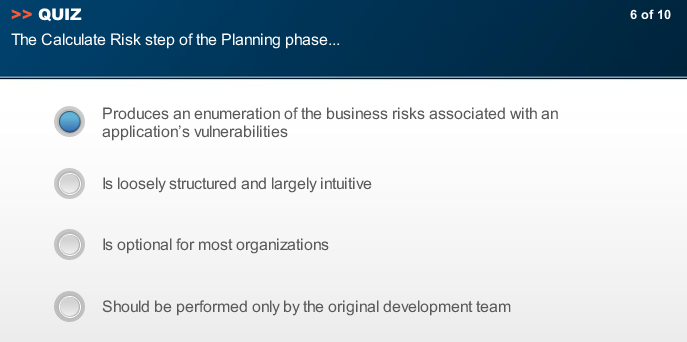 >> QUIZ
6 of 10
The Calculate Risk step of the Planning phase...
Produces an enumeration of the business risks associated with an
application's vulnerabilities
Is loosely structured and largely intuitive
Is optional for most organizations
Should be performed only by the original development team